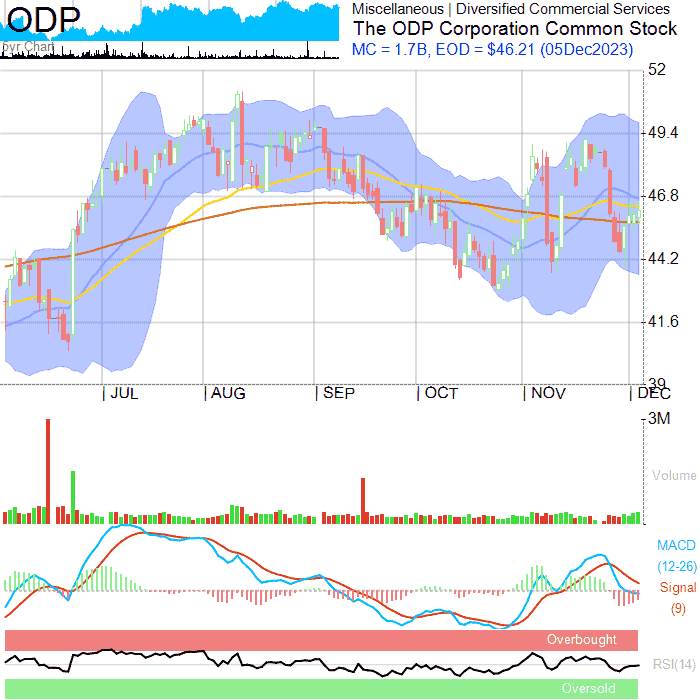 ODP
5yr Chart
Miscellaneous | Diversified Commercial Services
The ODP Corporation Common Stock
MC = 1.7B, EOD = $46.21 (05Dec2023)
52
49.4
46.8
44.2
41.6
39
JUL
AUG
SEP
OCT
NOV
DEC
3M
Volume
MACD
(12-26)
Signal
(9)
Overbought
RSI(14)
Oversold